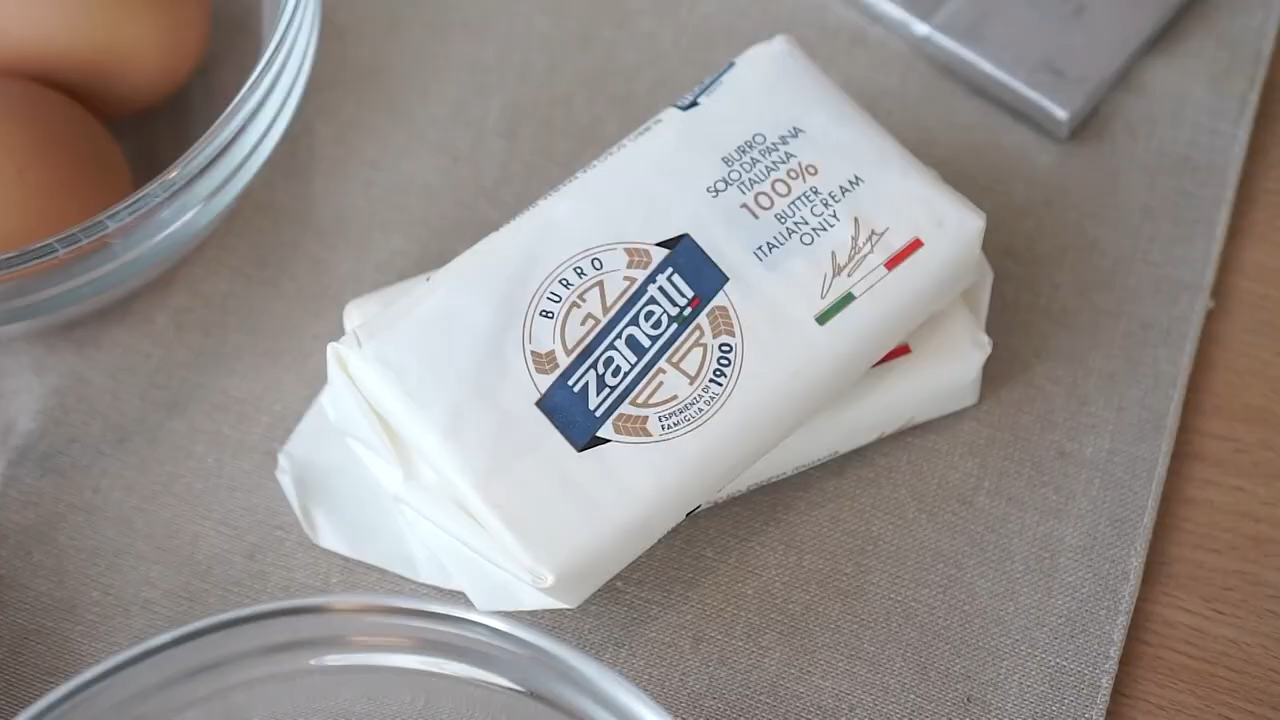 BURRO
SOLO DA PANNA
ITALIANA
100%
BUTTER
ITALIAN CREAM
ONLY
BURRO
GZ
zanetti
EB
ESPERIENZA DI
FAMIGLIA DAL 1900